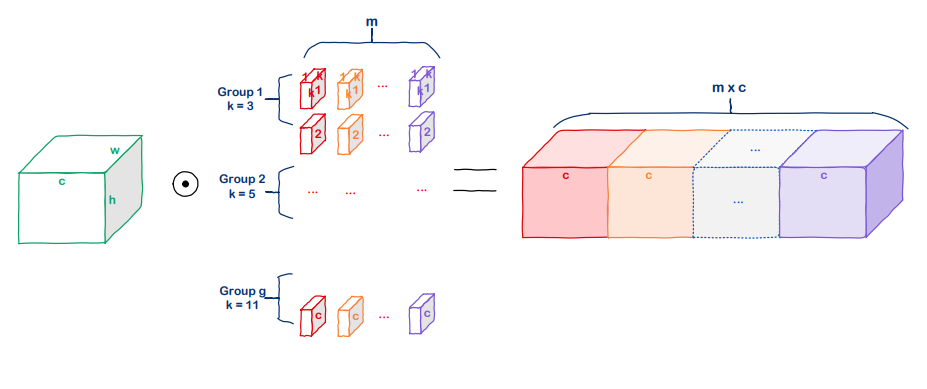 m
Group 1
k = 3
1 k
k 1
1 k
k 1
...
1 k
k 1
2
2
...
2
Group 2
k = 5
...
...
...
Group g
k = 11
c
c
...
c
w
c
h
m x c
...
c
c
...
c